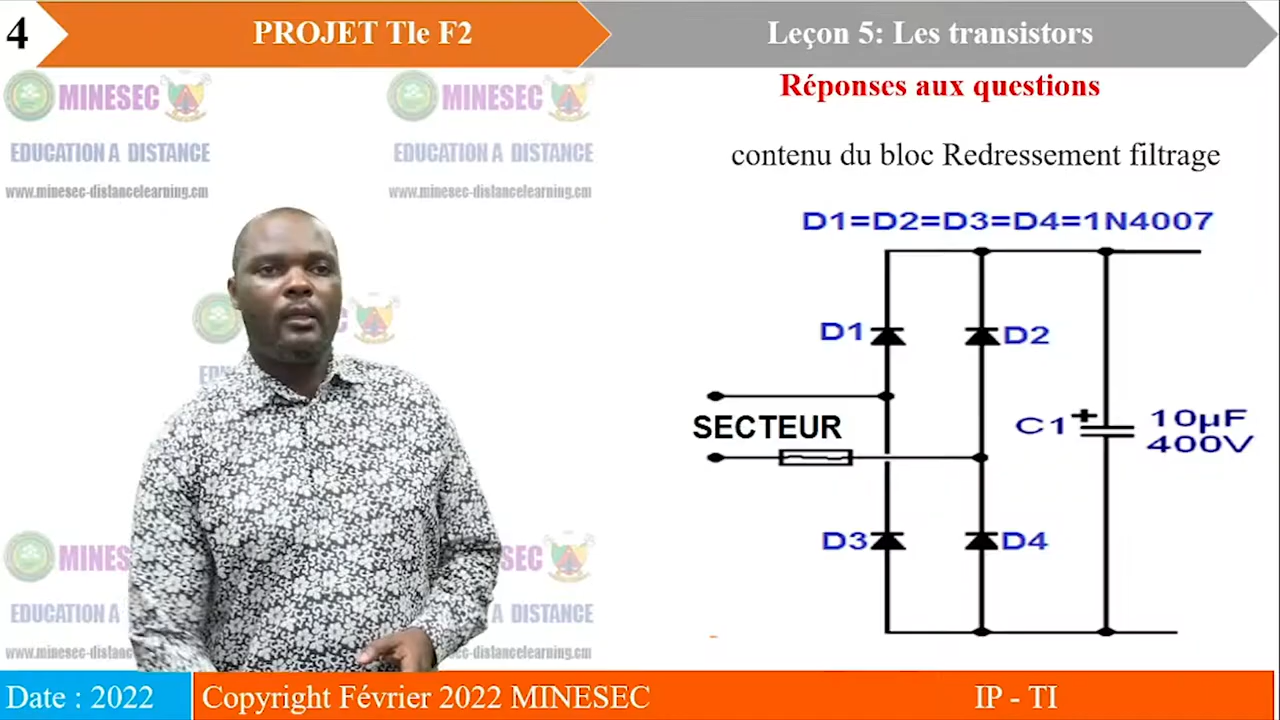 4
PROJET Tle F2
Leçon 5: Les transistors
Réponses aux questions
MINESEC
EDUCATION A DISTANCE
www.minesec-distancelearning.cm
MINESEC
EDUCATION A DISTANCE
www.minesec-distancelearning.cm
contenu du bloc Redressement filtrage
D1=D2=D3=D4=1N4007
D1
D2
SECTEUR
C1
+
10µF
400V
D3
D4
Date : 2022
Copyright Février 2022 MINESEC
IP - TI